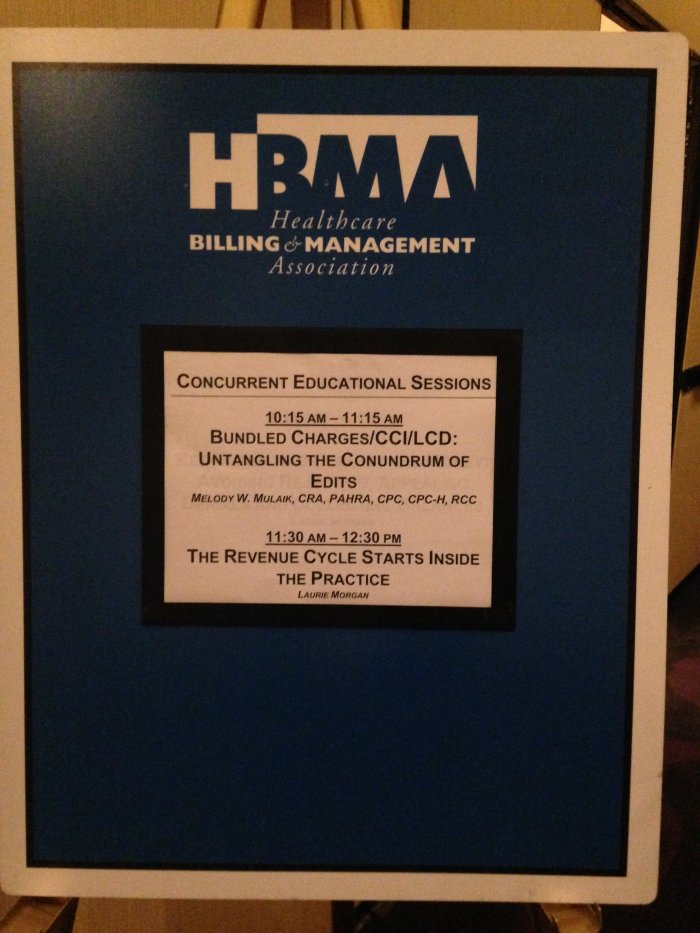 HBMA
Healthcare
BILLING & MANAGEMENT
Association
CONCURRENT EDUCATIONAL SESSIONS
10:15 AM – 11:15 AM
BUNDLED CHARGES/CCI/LCD:
UNTANGLING THE CONUNDRUM OF
EDITS
MELODY W. MULAIK, CRA, PAHRA, CPC, CPC-H, RCC
11:30 AM – 12:30 PM
THE REVENUE CYCLE STARTS INSIDE
THE PRACTICE
LAURIE MORGAN